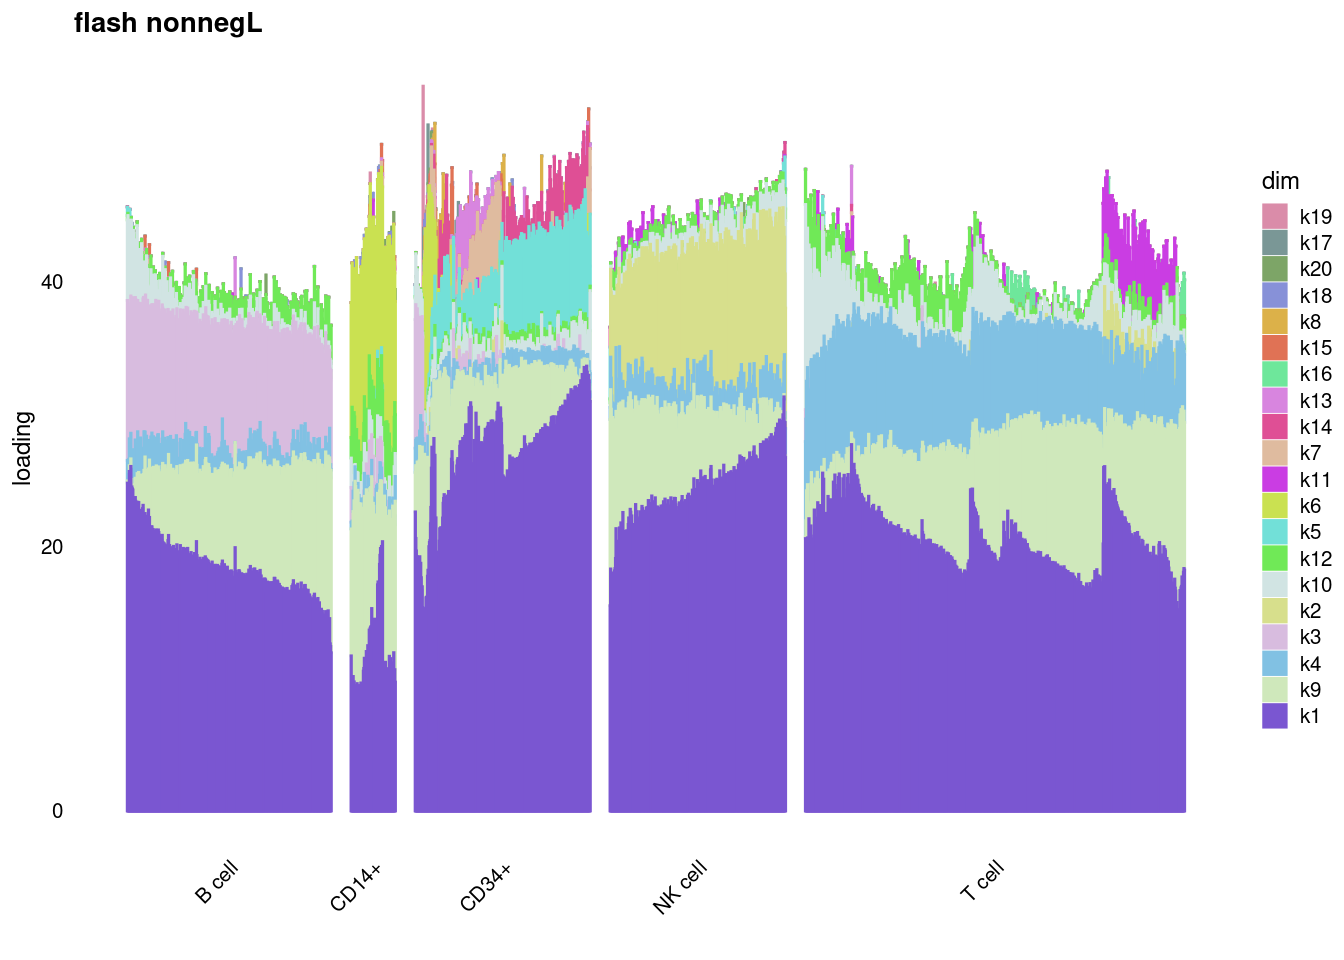 flash nonnegL
dim
k19
k17
k20
k18
k8
k15
k16
k13
k14
k7
k11
k6
k5
k12
k10
k2
k3
k4
k9
k1
loading
40
20
0
B cell
CD14+
CD34+
NK cell
T cell